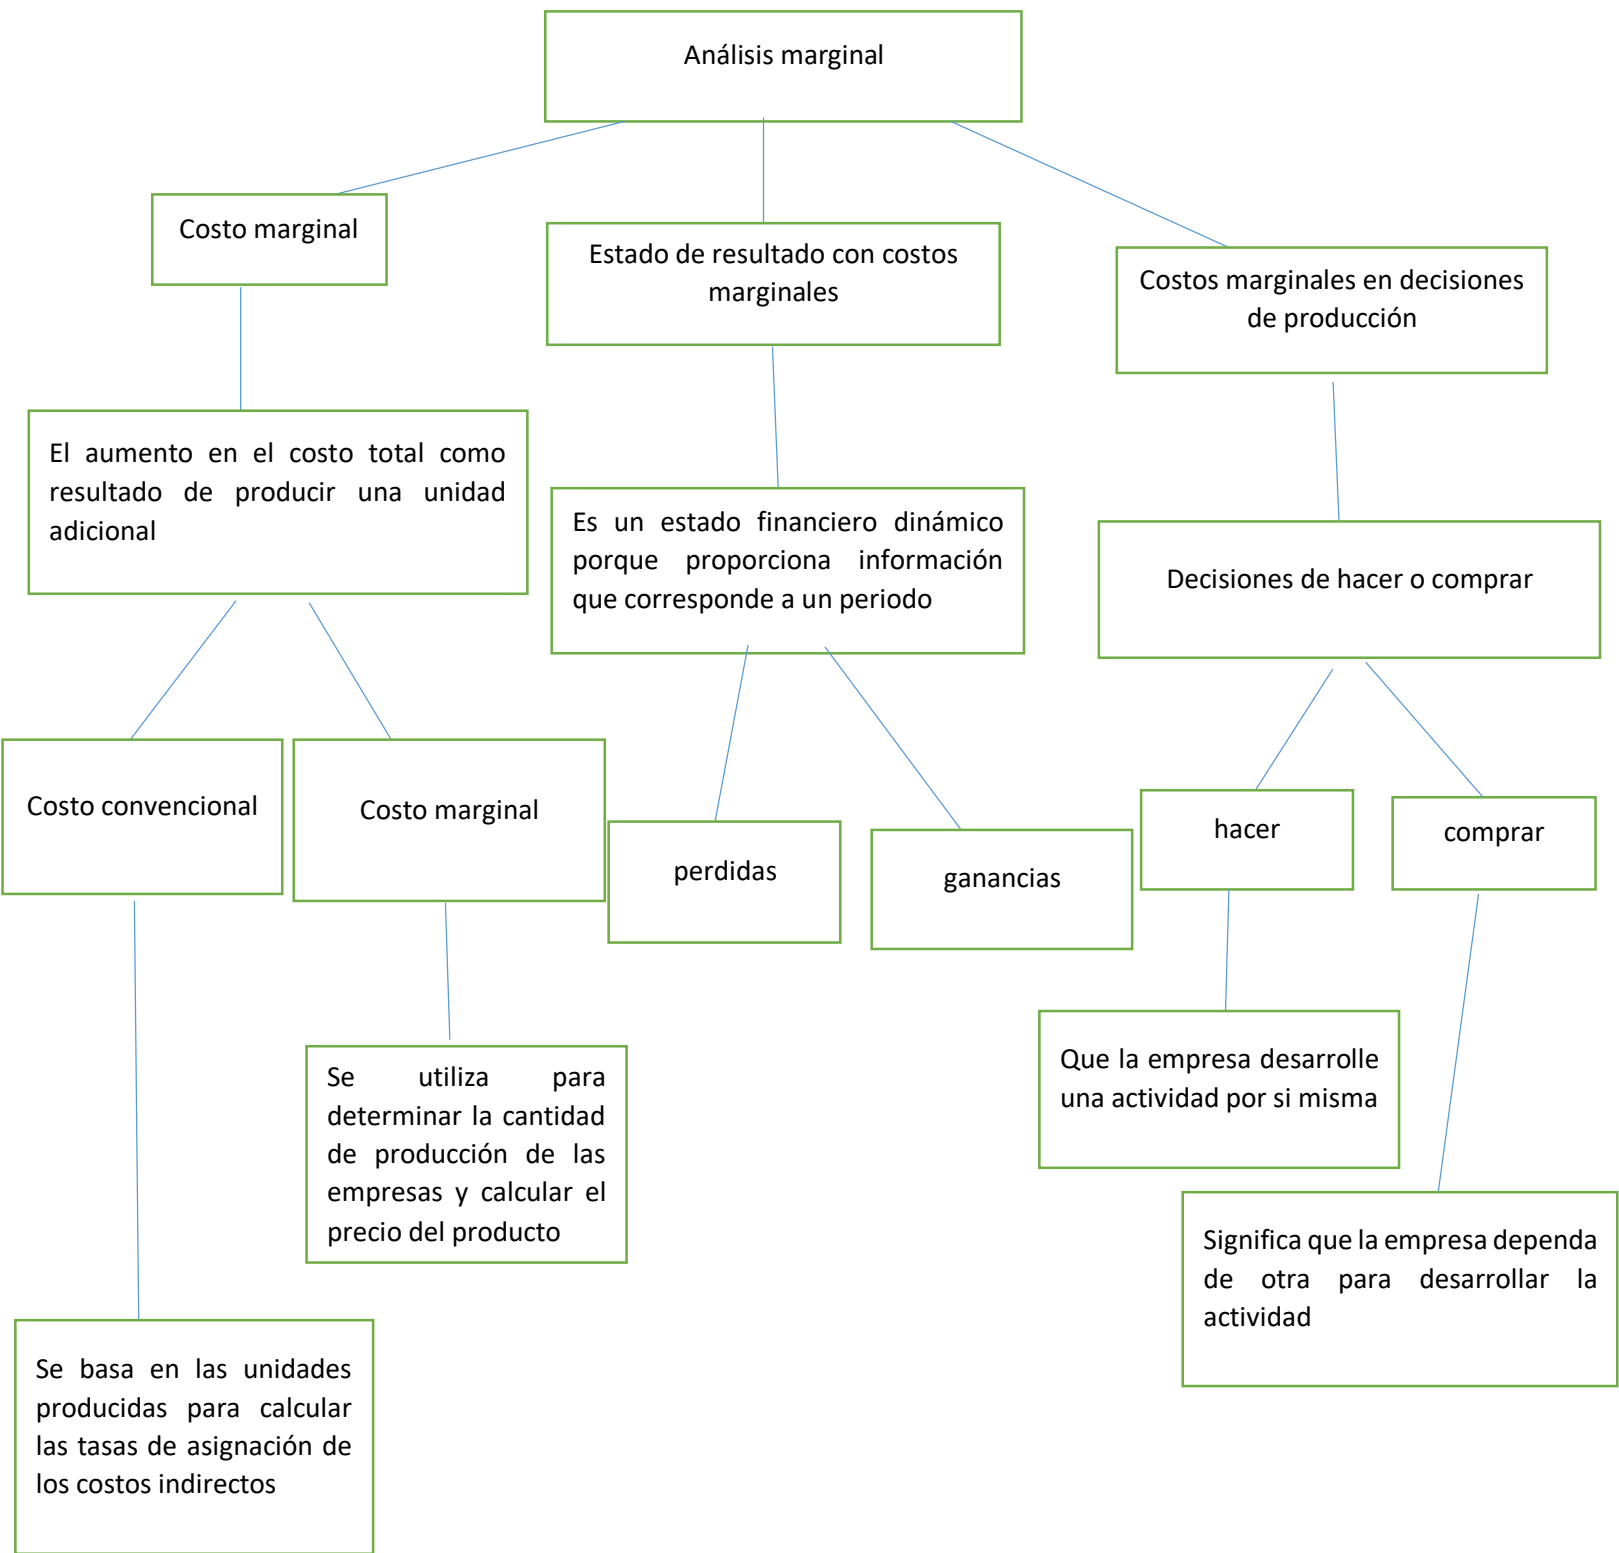 Análisis marginal
Costo marginal
Estado de resultado con costos
marginales
Costos marginales en decisiones
de producción
El aumento en el costo total como
resultado de producir una unidad
adicional
Es un estado financiero dinámico
porque proporciona información
que corresponde a un periodo
Decisiones de hacer o comprar
Costo convencional
Costo marginal
perdidas
ganancias
hacer
comprar
Se utiliza para
determinar la cantidad
de producción de las
empresas y calcular el
precio del producto
Que la empresa desarrolle
una actividad por si misma
Significa que la empresa dependa
de otra para desarrollar la
actividad
Se basa en las unidades
producidas para calcular
las tasas de asignación de
los costos indirectos